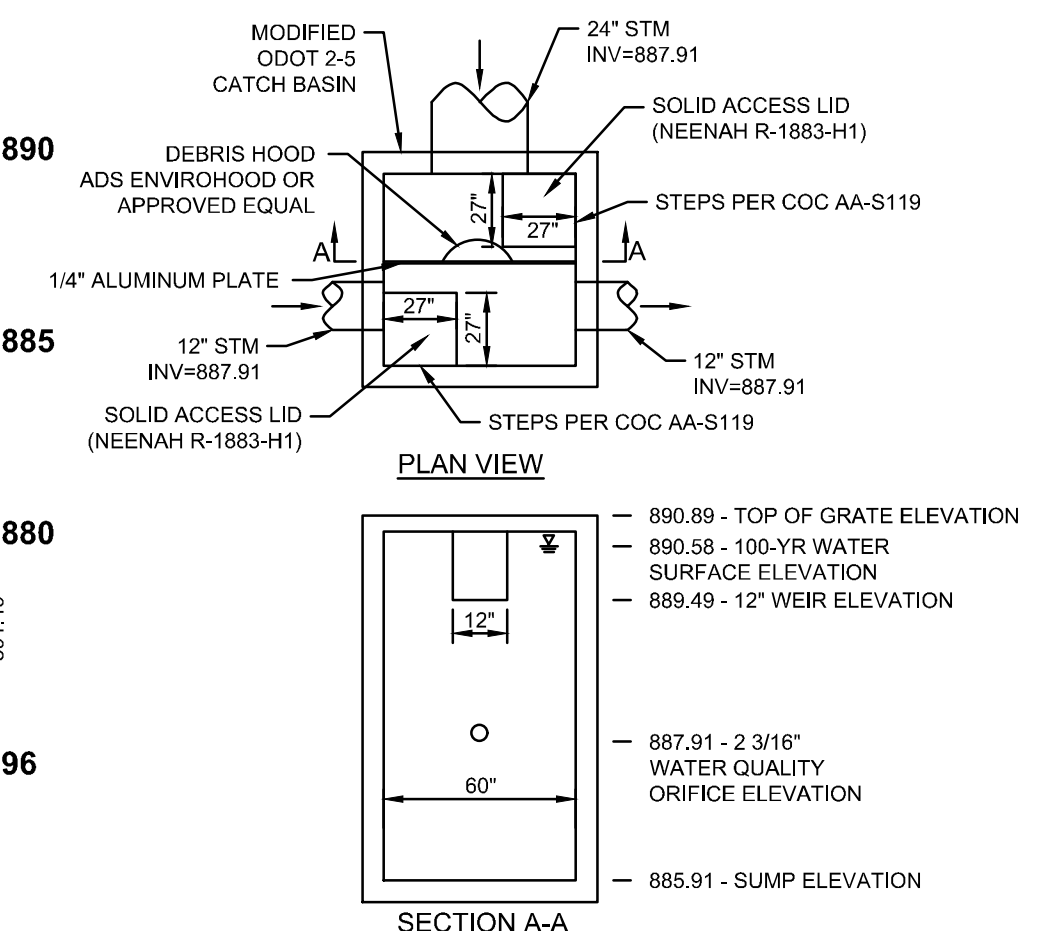 MODIFIED
ODOT 2-5
CATCH BASIN
24" STM
INV=887.91
SOLID ACCESS LID
(NEENAH R-1883-H1)
890
DEBRIS HOOD
ADS ENVIROHOOD OR
APPROVED EQUAL
27"
27"
STEPS PER COC AA-S119
A
A
1/4" ALUMINUM PLATE
27"
27"
885
12" STM
INV=887.91
12" STM
INV=887.91
SOLID ACCESS LID
(NEENAH R-1883-H1)
STEPS PER COC AA-S119
PLAN VIEW
880
890.89 - TOP OF GRATE ELEVATION
890.58 - 100-YR WATER
SURFACE ELEVATION
889.49 - 12" WEIR ELEVATION
12"
96
887.91 - 2 3/16"
WATER QUALITY
ORIFICE ELEVATION
60"
885.91 - SUMP ELEVATION
SECTION A-A